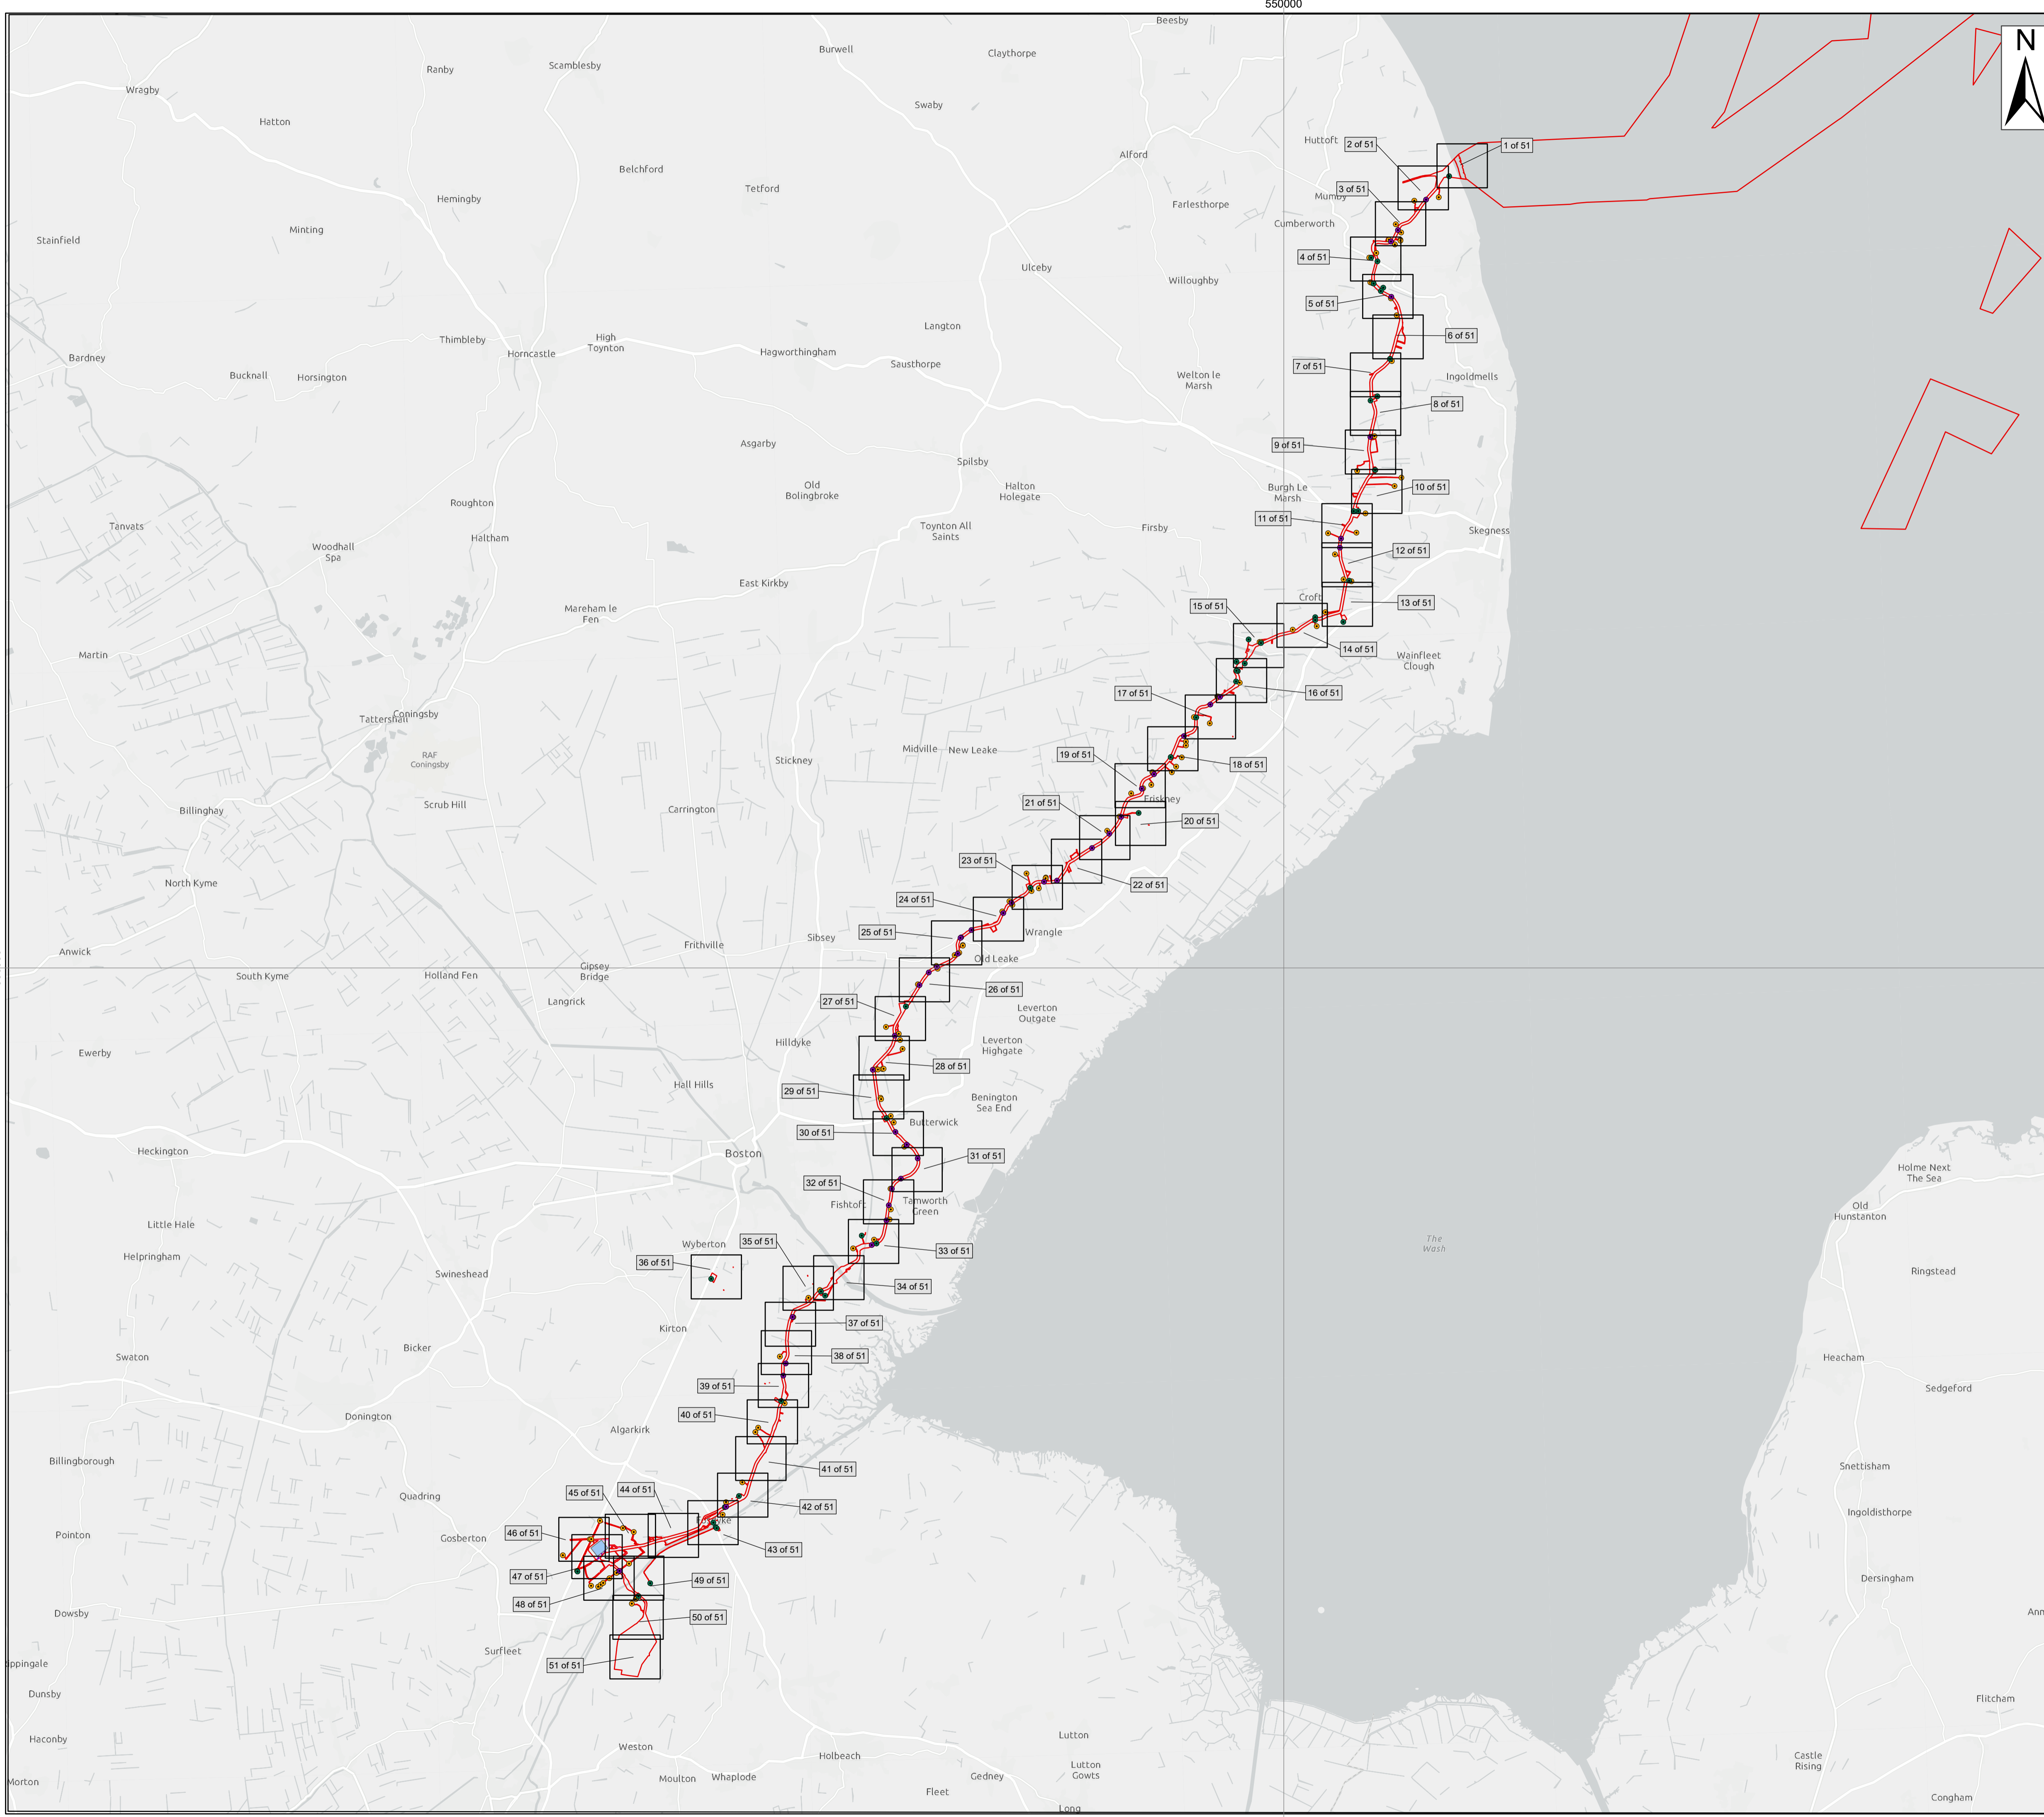 550000
N
Beesby
Burwell
Claythorpe
Ranby
Scamblesby
Wragby
Swaby
Hatton
Huttoft
2 of 51
1 of 51
Alford
Belchford
Tetford
3 of 51
Mumby
Hemingby
Farlesthorpe
Minting
Cumberworth
Stainfield
4 of 51
Ulceby
Willoughby
5 of 51
Langton
6 of 51
Thimbleby
High
Toynton
Horncastle
Hagworthingham
Bardney
Sausthorpe
7 of 51
Bucknall
Horsington
Welton le
Marsh
Ingoldmells
8 of 51
Asgarby
9 of 51
Spilsby
Old
Bolingbroke
Halton
Holegate
Burgh Le
Marsh
10 of 51
Roughton
11 of 51
Tanvats
Toynton All
Saints
Firsby
Skegness
Haltham
Woodhall
Spa
12 of 51
East Kirkby
Croft
13 of 51
Mareham le
Fen
15 of 51
14 of 51
Martin
Wainfleet
Clough
17 of 51
16 of 51
Coningsby
Tattershall
RAF
Coningsby
Midville
New Leake
19 of 51
Stickney
18 of 51
Scrub Hill
Friskney
21 of 51
Carrington
Billinghay
20 of 51
23 of 51
North Kyme
22 of 51
24 of 51
25 of 51
Wrangle
Sibsey
Frithville
Anwick
Old Leake
South Kyme
Holland Fen
Gipsey
Bridge
26 of 51
27 of 51
Langrick
Leverton
Outgate
Hilldyke
Leverton
Highgate
Ewerby
28 of 51
Hall Hills
29 of 51
Benington
Sea End
Butterwick
30 of 51
Heckington
Boston
31 of 51
Holme Next
The Sea
32 of 51
Fishtoft
Tamworth
Green
Old
Hunstanton
Little Hale
35 of 51
Wyberton
33 of 51
The
Wash
Helpringham
36 of 51
Swineshead
Ringstead
34 of 51
37 of 51
Kirton
Bicker
38 of 51
Swaton
Heacham
39 of 51
Sedgeford
40 of 51
Donington
Algarkirk
Billingborough
41 of 51
Snettisham
45 of 51
44 of 51
Quadring
42 of 51
Ingoldisthorpe
Fosdyke
46 of 51
Pointon
Gosberton
43 of 51
47 of 51
49 of 51
Dersingham
48 of 51
Dowsby
50 of 51
Surfleet
51 of 51
Dunsby
Flitcham
Haconby
Weston
Lutton
Holbeach
Castle
Rising
Lutton
Gowts
Moulton
Whaplode
Gedney
Morton
Fleet
Congham
Long